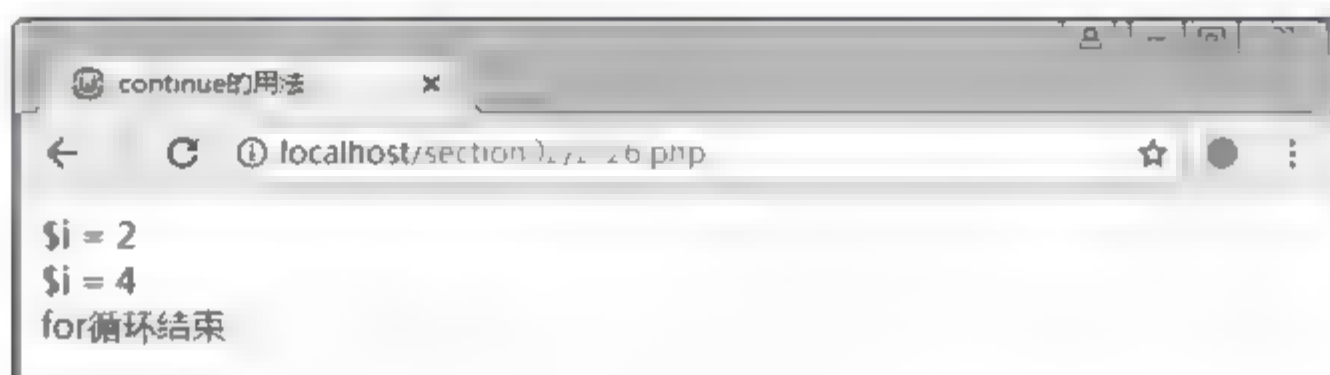 continue的用法
localhost/section
$i = 2
$i = 4
for循环结束